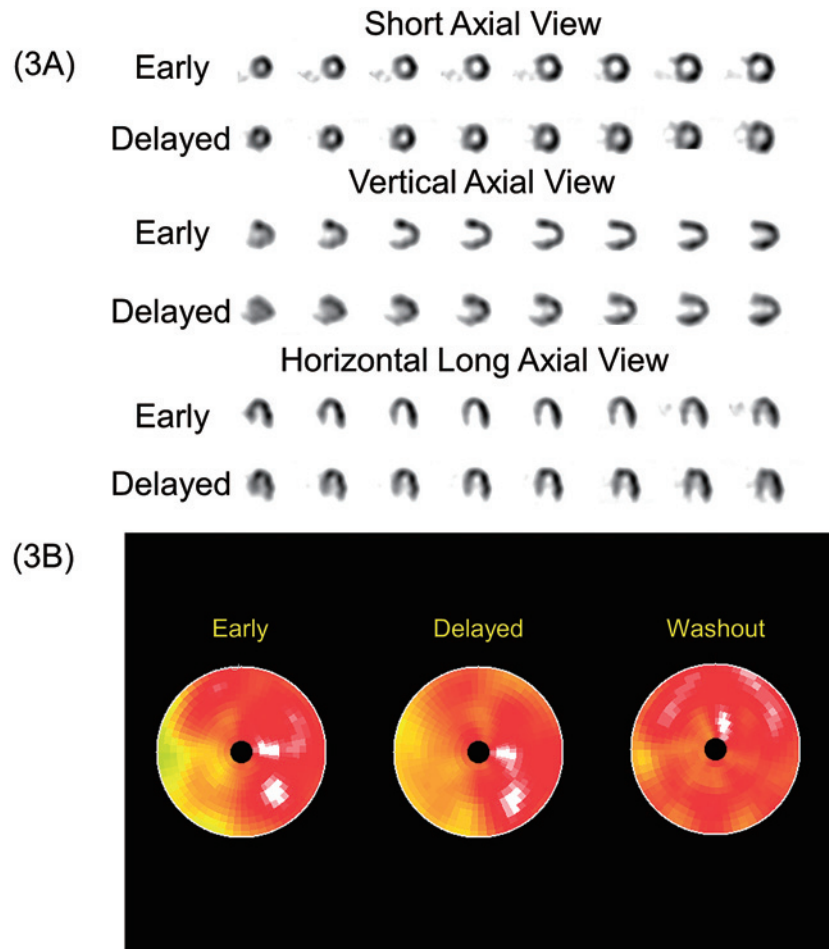 (3A)
Short Axial View
Early
Delayed
Vertical Axial View
Early
Delayed
Horizontal Long Axial View
Early
Delayed
(3B)
Early Delayed Washout